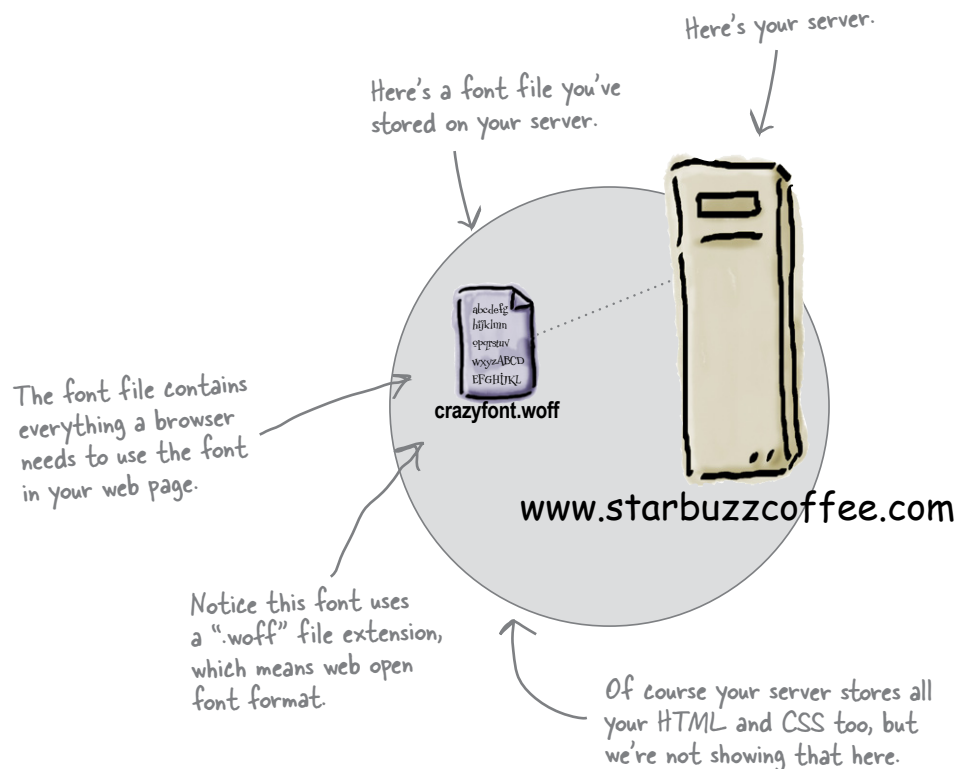 Here's your server.
Here's a font file you've
stored on your server.
abcdefg
hijklmn
opqrstuv
wxyzABCD
EFGHIJKL
crazyfont.woff
The font file contains
everything a browser
needs to use the font
in your web page.
www.starbuzzcoffee.com
Notice this font uses
a “.woff” file extension,
which means web open
font format.
Of course your server stores all
your HTML and CSS too, but
we're not showing that here.